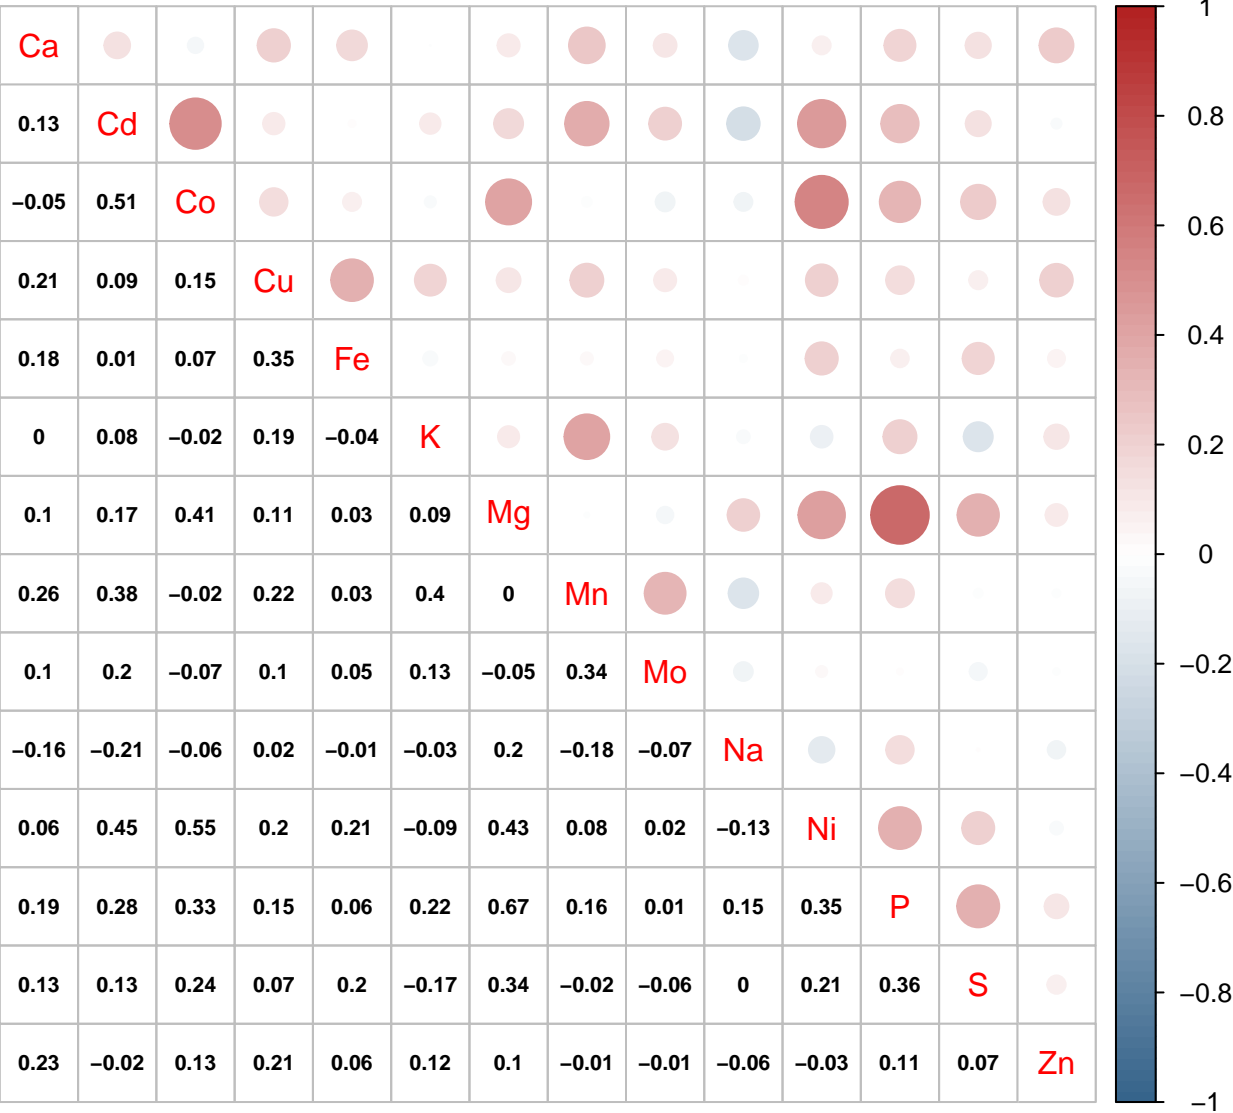 Ca
0.13 Cd
−0.05 0.51 Co
0.21 0.09 0.15 Cu
0.18 0.01 0.07 0.35 Fe
0 0.08 −0.02 0.19 −0.04 K
0.1 0.17 0.41 0.11 0.03 0.09 Mg
0.26 0.38 −0.02 0.22 0.03 0.4 0 Mn
0.1 0.2 −0.07 0.1 0.05 0.13 −0.05 0.34 Mo
−0.16 −0.21 −0.06 0.02 −0.01 −0.03 0.2 −0.18 −0.07 Na
0.06 0.45 0.55 0.2 0.21 −0.09 0.43 0.08 0.02 −0.13 Ni
0.19 0.28 0.33 0.15 0.06 0.22 0.67 0.16 0.01 0.15 0.35 P
0.13 0.13 0.24 0.07 0.2 −0.17 0.34 −0.02 −0.06 0 0.21 0.36 S
0.23 −0.02 0.13 0.21 0.06 0.12 0.1 −0.01 −0.01 −0.06 −0.03 0.11 0.07 Zn
1
0.8
0.6
0.4
0.2
0
−0.2
−0.4
−0.6
−0.8
−1